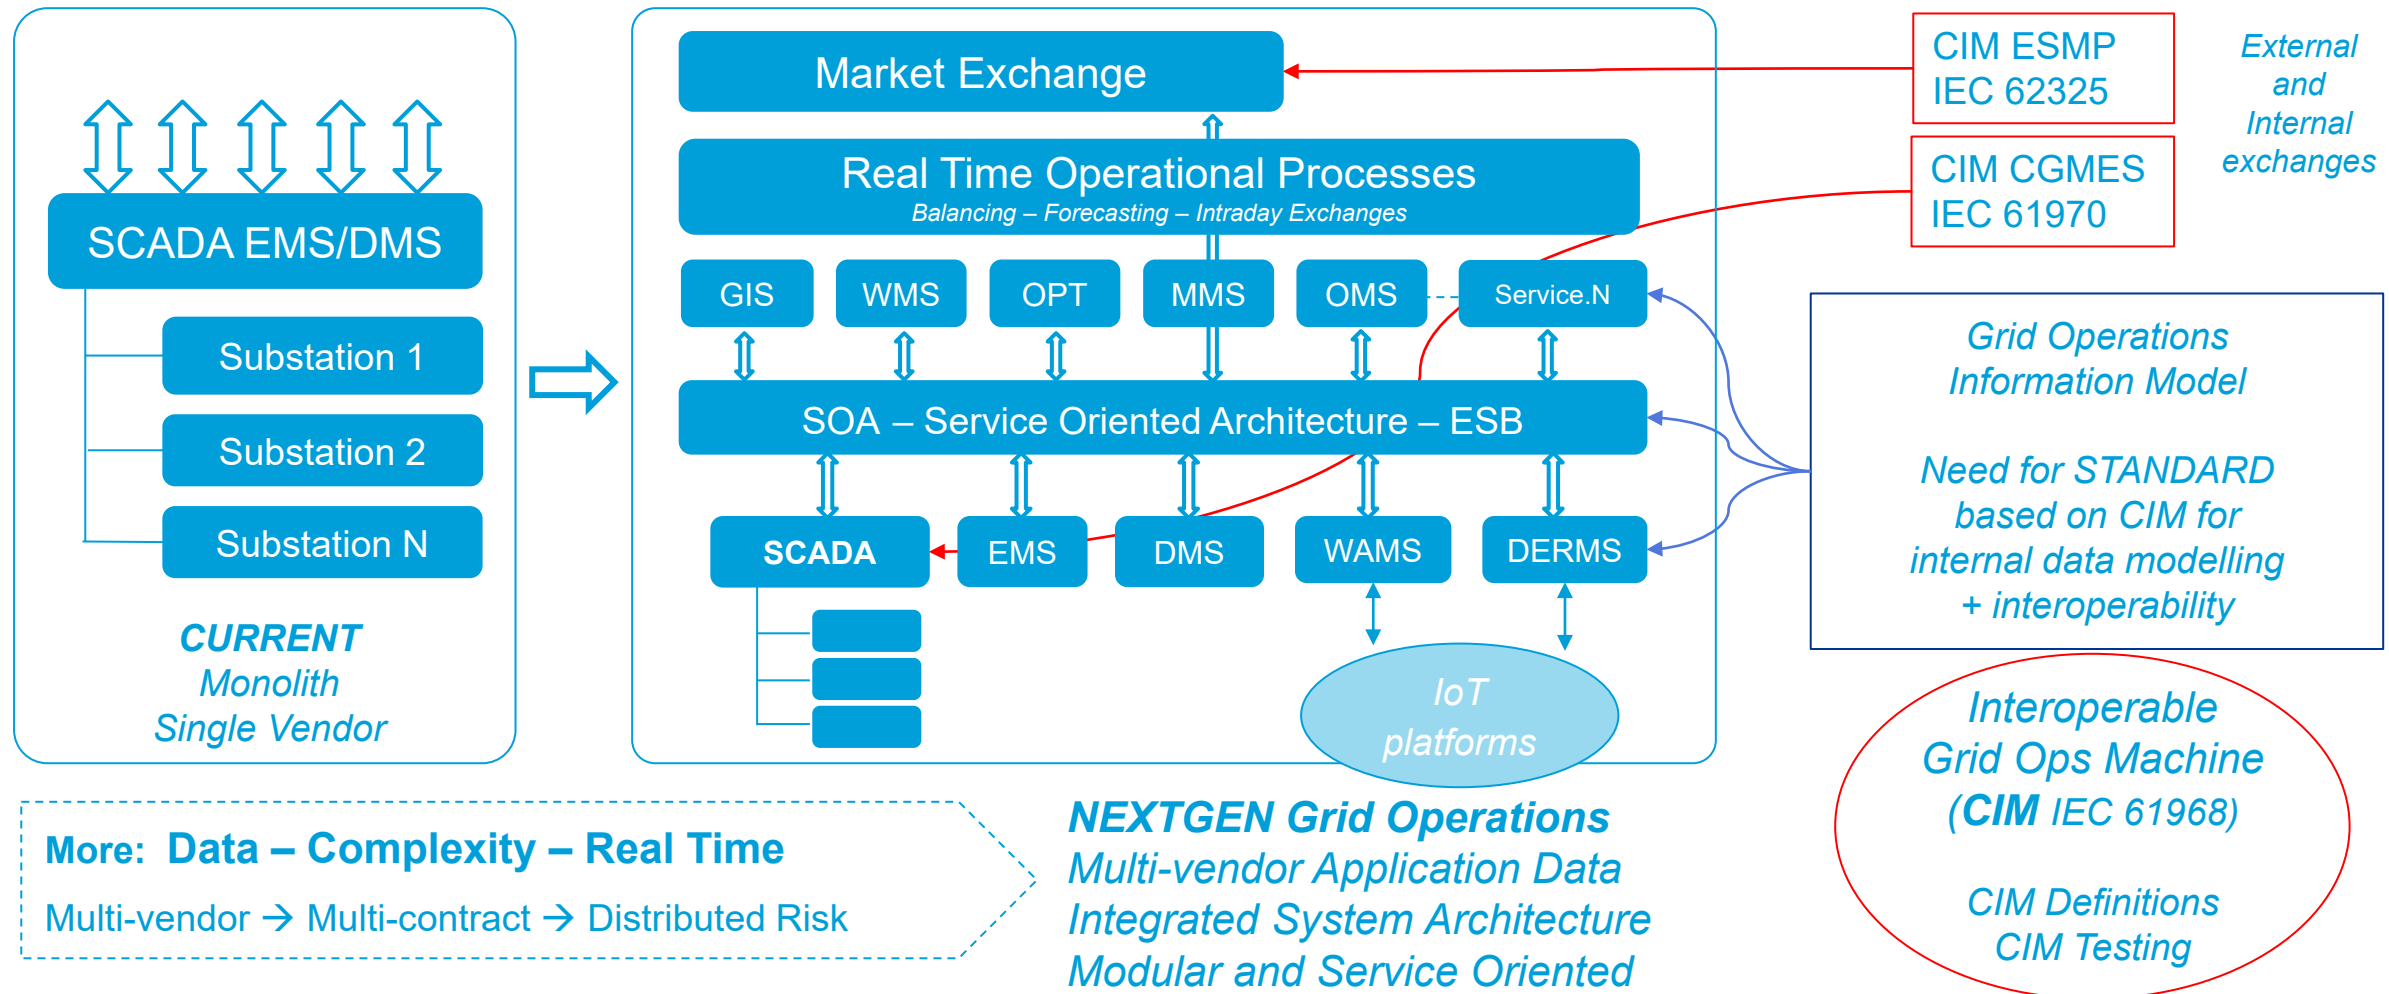 SCADA EMS/DMS
Substation 1
Substation 2
Substation N
CURRENT
Monolith
Single Vendor
Market Exchange
Real Time Operational Processes
Balancing – Forecasting – Intraday Exchanges
GIS
WMS
OPT
MMS
OMS
Service.N
SOA – Service Oriented Architecture – ESB
SCADA
EMS
DMS
WAMS
DERMS
IoT
platforms
CIM ESMP
IEC 62325
CIM CGMES
IEC 61970
External
and
Internal
exchanges
Grid Operations
Information Model
Need for STANDARD
based on CIM for
internal data modelling
+ interoperability
Interoperable
Grid Ops Machine
(CIM IEC 61968)
CIM Definitions
CIM Testing
More: Data – Complexity – Real Time
Multi-vendor → Multi-contract → Distributed Risk
NEXTGEN Grid Operations
Multi-vendor Application Data
Integrated System Architecture
Modular and Service Oriented